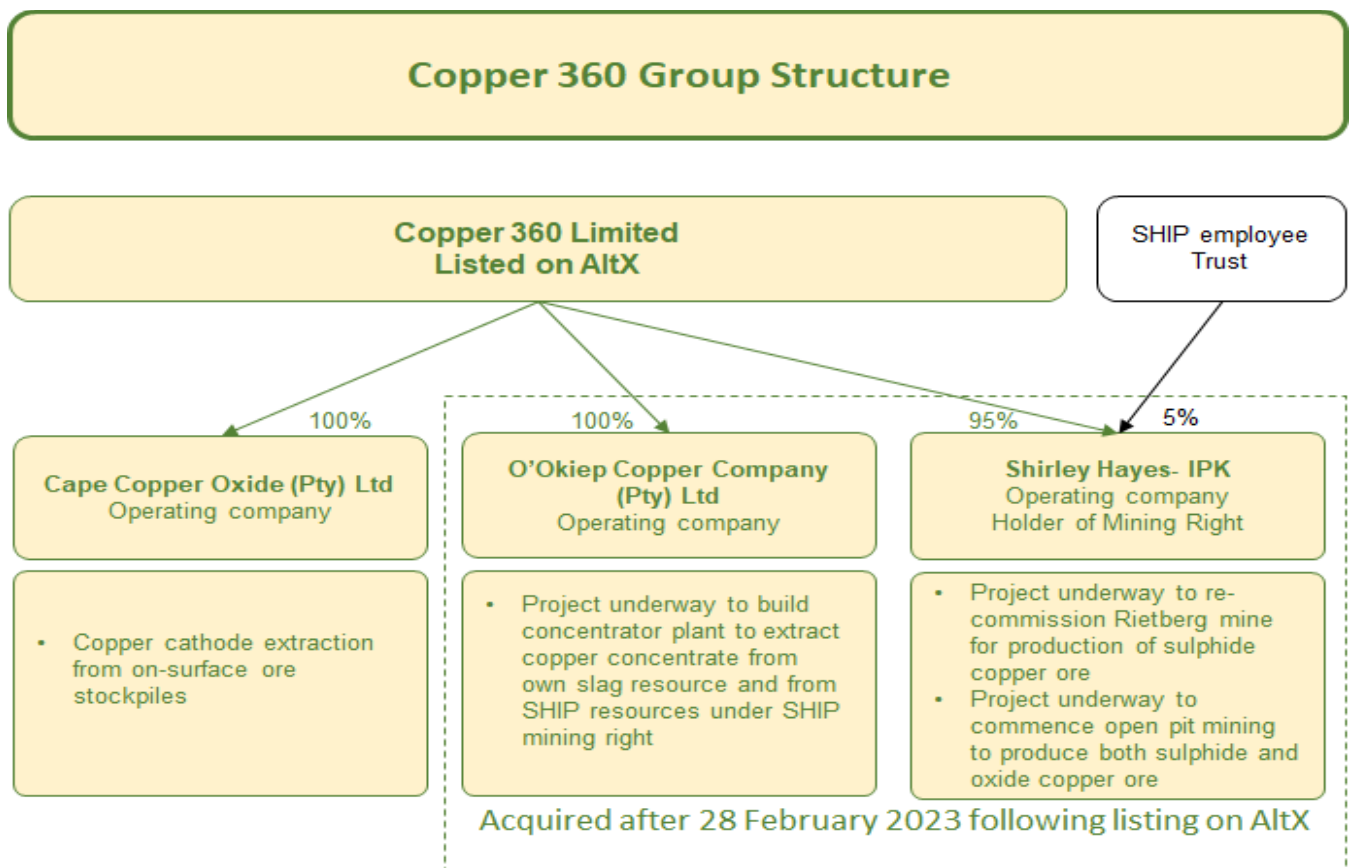 Copper 360 Group Structure
Copper 360 Limited
Listed on AltX
SHIP employee
Trust
100%
100%
95%
5%
Cape Copper Oxide (Pty) Ltd
Operating company
O’Okiep Copper Company
(Pty) Ltd
Operating company
Shirley Hayes- IPK
Operating company
Holder of Mining Right
• Copper cathode extraction
from on-surface ore
stockpiles
• Project underway to build
concentrator plant to extract
copper concentrate from
own slag resource and from
SHIP resources under SHIP
mining right
• Project underway to re-
commission Rietberg mine
for production of sulphide
copper ore
• Project underway to
commence open pit mining
to produce both sulphide and
oxide copper ore
Acquired after 28 February 2023 following listing on AltX